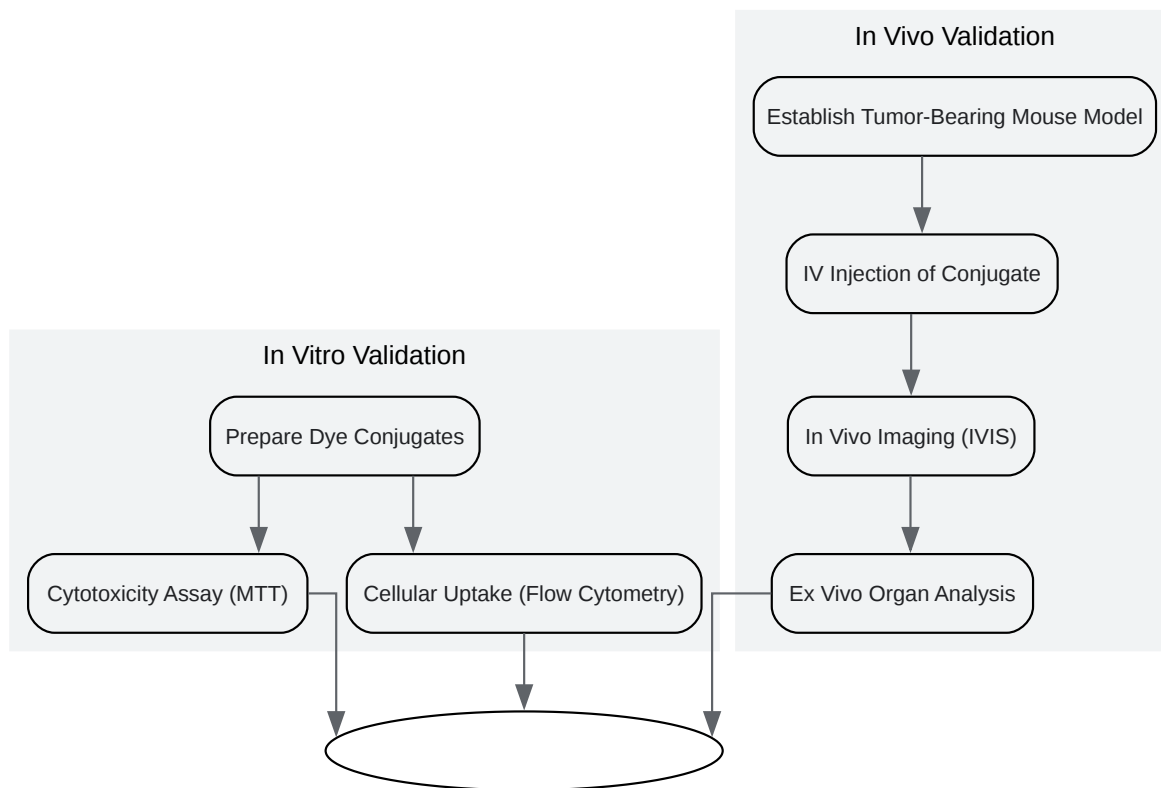 In Vivo Validation
Establish Tumor-Bearing Mouse Model
IV Injection of Conjugate
In Vitro Validation
Prepare Dye Conjugates
In Vivo Imaging (IVIS)
Cytotoxicity Assay (MTT)
Cellular Uptake (Flow Cytometry)
Ex Vivo Organ Analysis